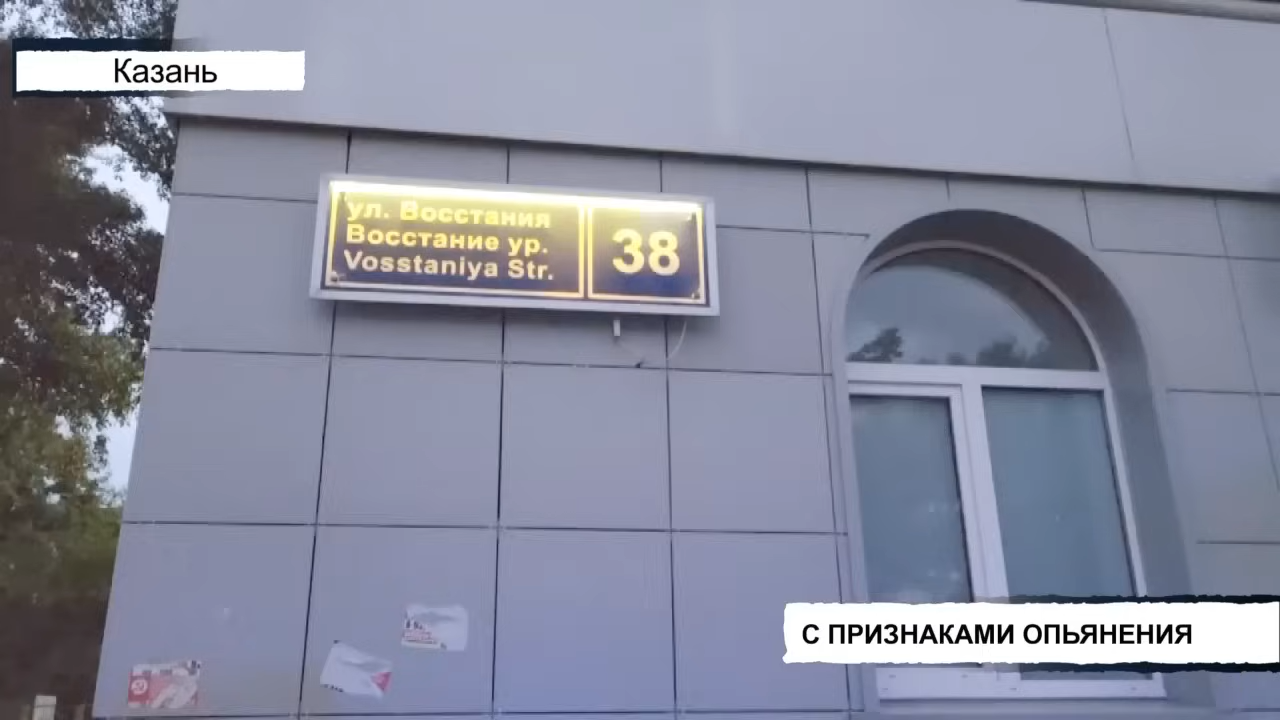 Казань
ул. Восстания
Восстание ур.
Vosstaniya Str.
38
С ПРИЗНАКАМИ ОПЬЯНЕНИЯ